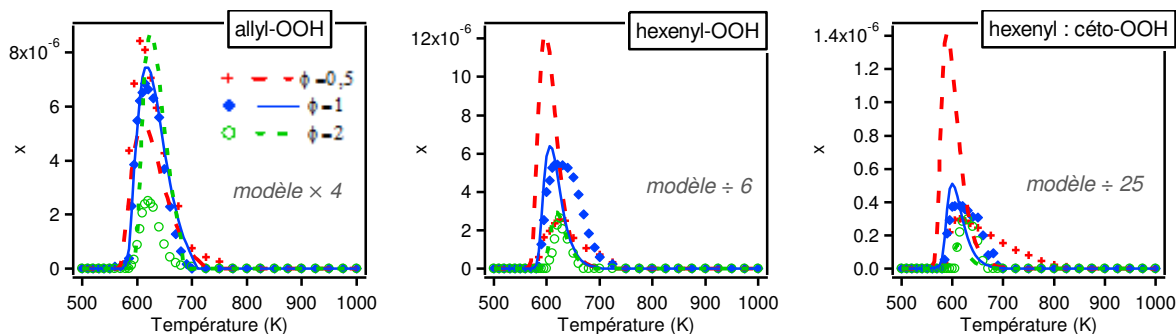 allyl-OOH
8x10-6
6
4
2
0
x
ϕ=0,5
ϕ=1
ϕ=2
modèle × 4
500 600 700 800 900 1000
Température (K)
hexenyl-OOH
12x10-6
10
8
6
4
2
0
x
modèle ÷ 6
500 600 700 800 900 1000
Température (K)
hexenyl : céto-OOH
1.4x10-6
1.2
1.0
0.8
0.6
0.4
0.2
0.0
x
modèle ÷ 25
500 600 700 800 900 1000
Température (K)